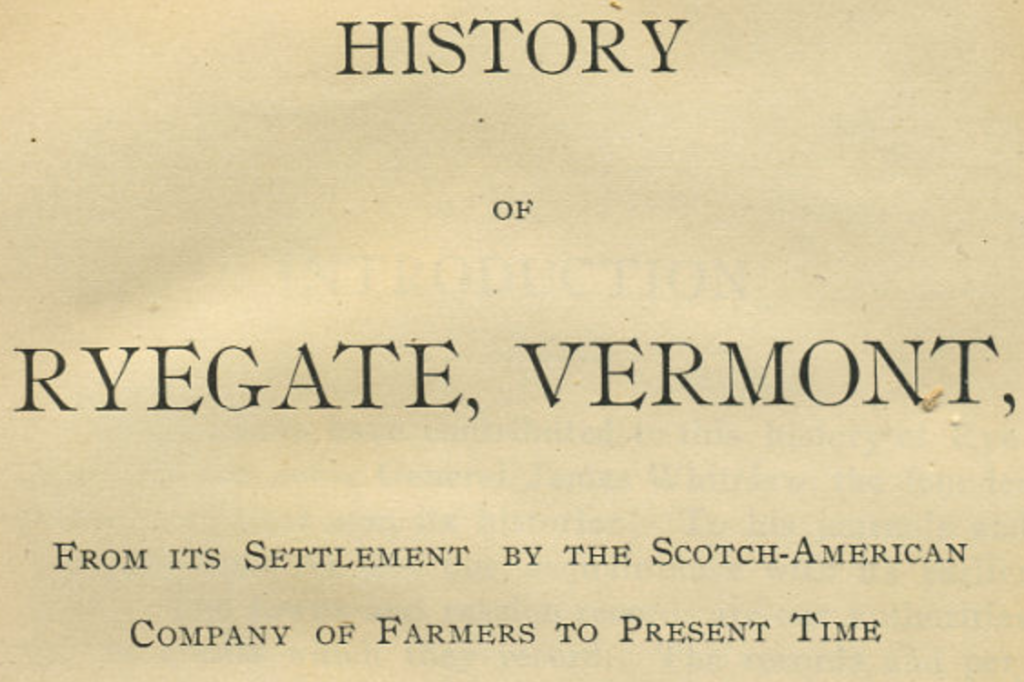 HISTORY
OF
RYEGATE, VERMONT,
FROM ITS SETTLEMENT BY THE SCOTCH-AMERICAN
COMPANY OF FARMERS TO PRESENT TIME